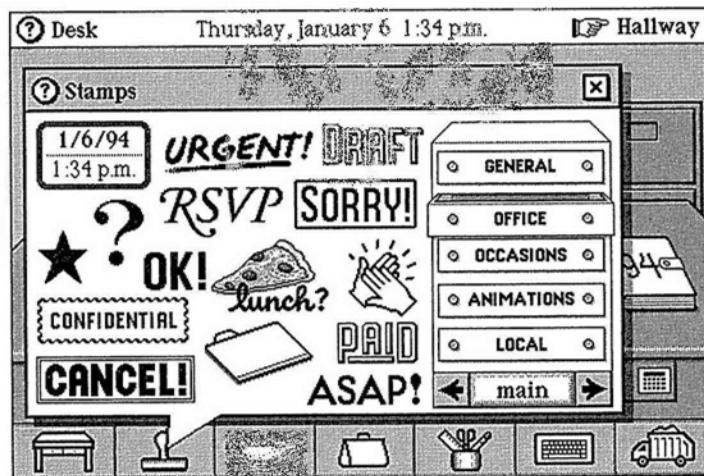 ? Desk
Thursday, January 6 1:34 p.m.
Hallway
? Stamps
1/6/94
1:34 p.m.
URGENT!
DRAFT
RSVP
SORRY!
?
OK!
lunch?
CONFIDENTIAL
PAID
CANCEL!
ASAP!
GENERAL
OFFICE
OCCASIONS
ANIMATIONS
LOCAL
main
94